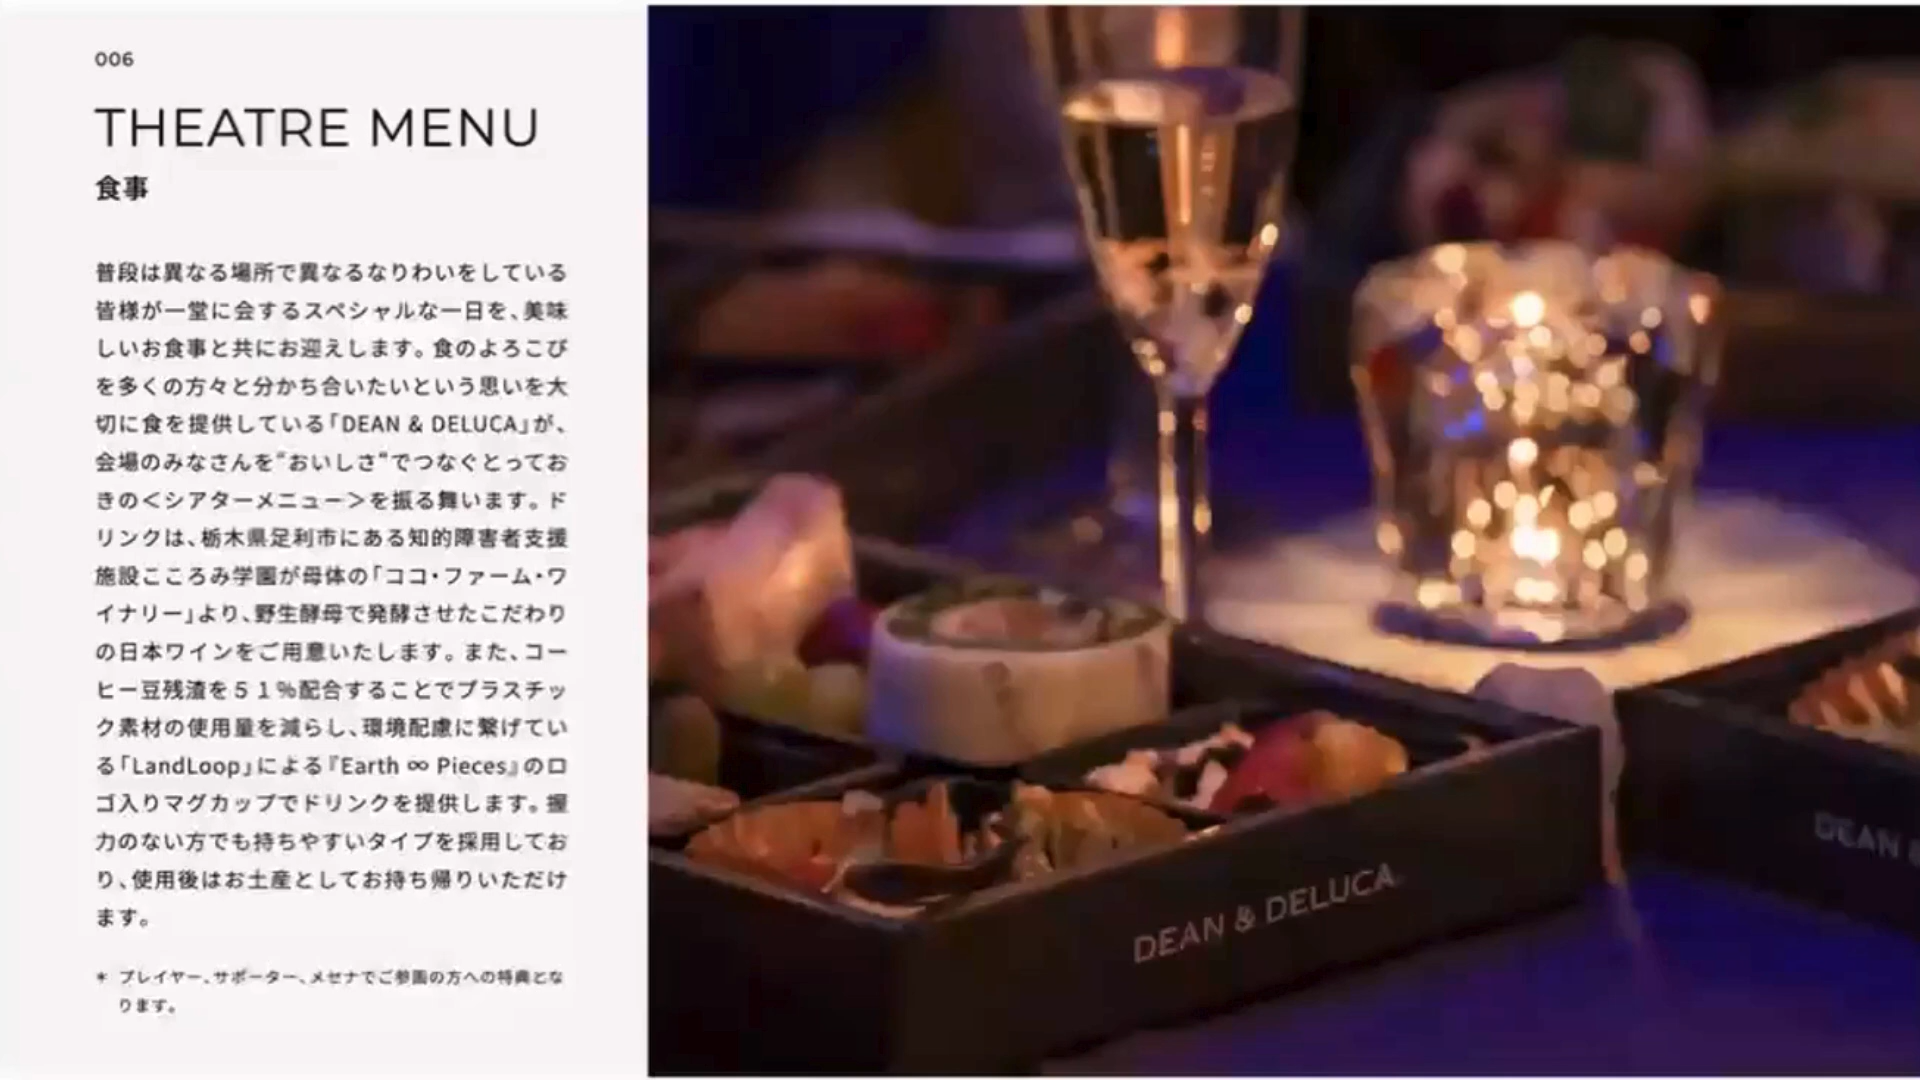 006
THEATRE MENU
食事
普段は異なる場所で異なるなりわいをしている
皆様が一堂に会するスペシャルな一日を、美味
しいお食事と共にお迎えします。食のよろこび
を多くの方々と分かち合いたいという思いを大
切に食を提供している「DEAN & DELUCA」が、
会場のみなさんを“おいしさ”でつなぐとってお
きの＜シアターメニュー＞を振る舞います。ド
リンクは、栃木県足利市にある知的障害者支援
施設こころみ学園が母体の「ココ・ファーム・ワ
イナリー」より、野生酵母で発酵させたこだわり
の日本ワインをご用意いたします。また、コー
ヒー豆残渣を５１％配合することでプラスチッ
ク素材の使用量を減らし、環境配慮に繋げてい
る「LandLoop」による『Earth ∞ Pieces』のロ
ゴ入りマグカップでドリンクを提供します。握
力のない方でも持ちやすいタイプを採用してお
り、使用後はお土産としてお持ち帰りいただけ
ます。
＊ プレイヤー、サポーター、メセナでご参画の方への特典とな
ります。
DEAN & DELUCA
DEAN &